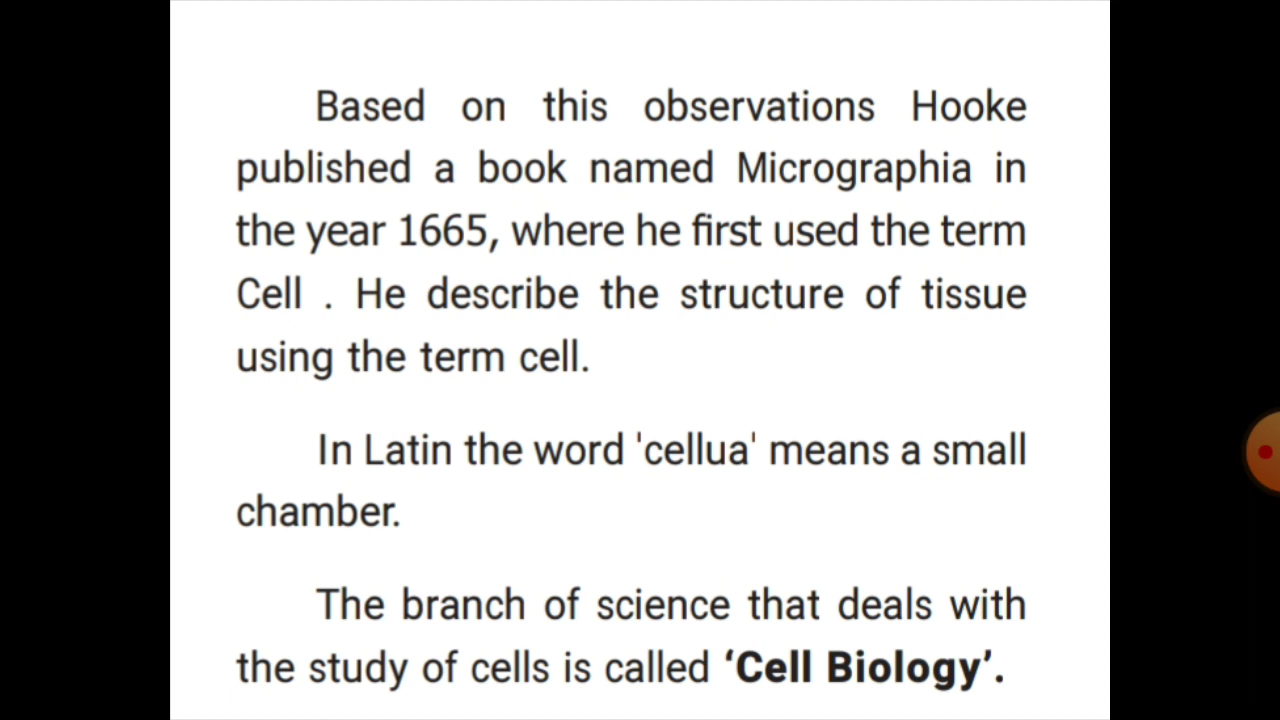 Based on this observations Hooke
published a book named Micrographia in
the year 1665, where he first used the term
Cell . He describe the structure of tissue
using the term cell.
In Latin the word 'cellua' means a small
chamber.
The branch of science that deals with
the study of cells is called ‘Cell Biology’.